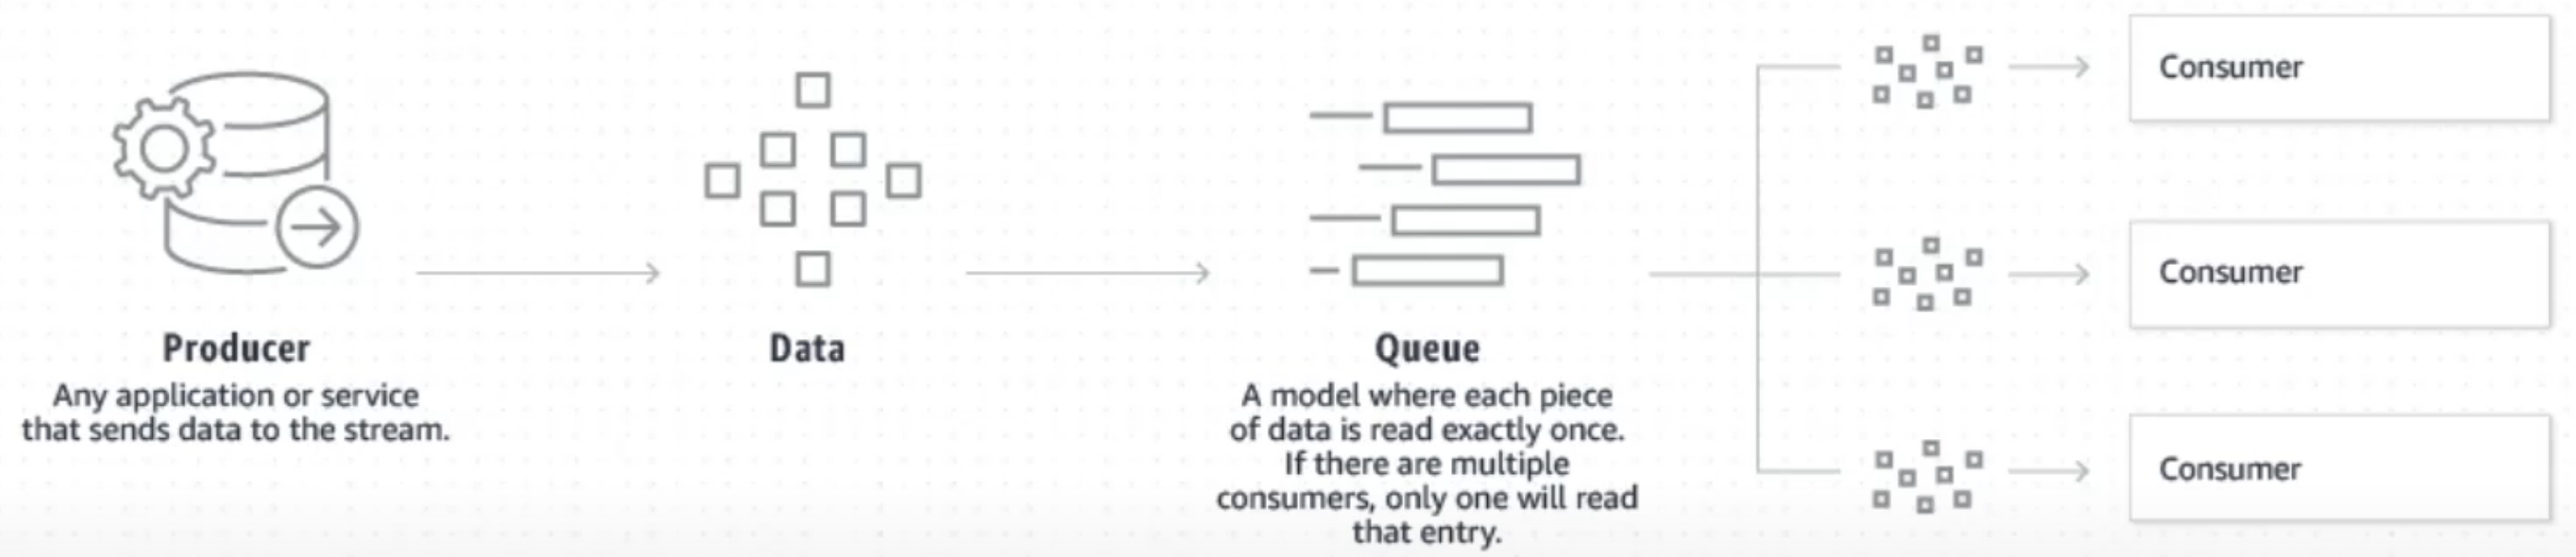 Producer
Any application or service
that sends data to the stream.
Data
Queue
A model where each piece
of data is read exactly once.
If there are multiple
consumers, only one will read
that entry.
Consumer
Consumer
Consumer